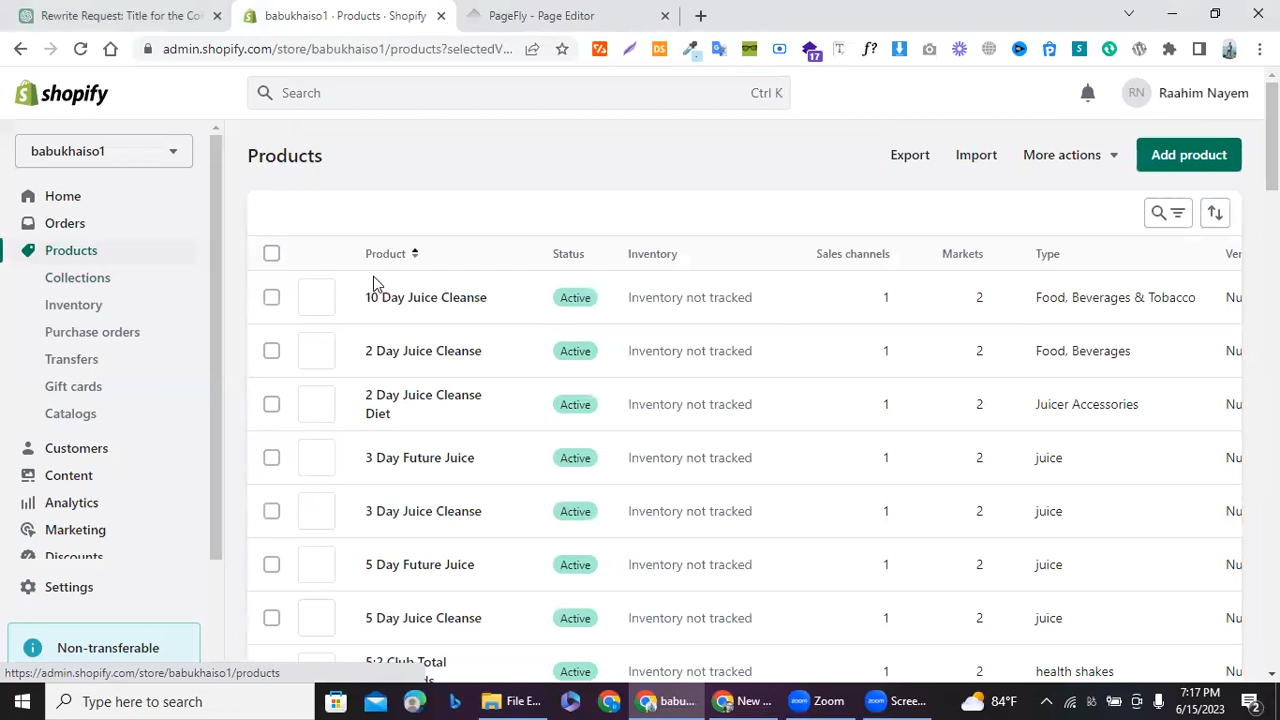 Rewrite Request: Title for the Co
babukhaiso1 · Products · Shopify
PageFly - Page Editor
admin.shopify.com/store/babukhaiso1/products?selectedV...
17
shopify
Search
Ctrl K
RN
Raahim Nayem
babukhaiso1
Home
Orders
Products
Collections
Inventory
Purchase orders
Transfers
Gift cards
Catalogs
Customers
Content
Analytics
Marketing
Discounts
Settings
Non-transferable
Products
Export
Import
More actions
Add product
Product
Status
Inventory
Sales channels
Markets
Type
Ver
10 Day Juice Cleanse
Active
Inventory not tracked
1
2
Food, Beverages & Tobacco
Nu
2 Day Juice Cleanse
Active
Inventory not tracked
1
2
Food, Beverages
Nu
2 Day Juice Cleanse
Diet
Active
Inventory not tracked
1
2
Juicer Accessories
Nu
3 Day Future Juice
Active
Inventory not tracked
1
2
juice
Nu
3 Day Juice Cleanse
Active
Inventory not tracked
1
2
juice
Nu
5 Day Future Juice
Active
Inventory not tracked
1
2
juice
Nu
5 Day Juice Cleanse
Active
Inventory not tracked
1
2
juice
Nu
5:2 Club Total
Active
Inventory not tracked
1
2
health shakes
Nu
https://admin.shopify.com/store/babukhaiso1/products
Type here to search
File E...
babu...
New ...
Zoom
Scree...
84°F
7:17 PM
6/15/2023
2